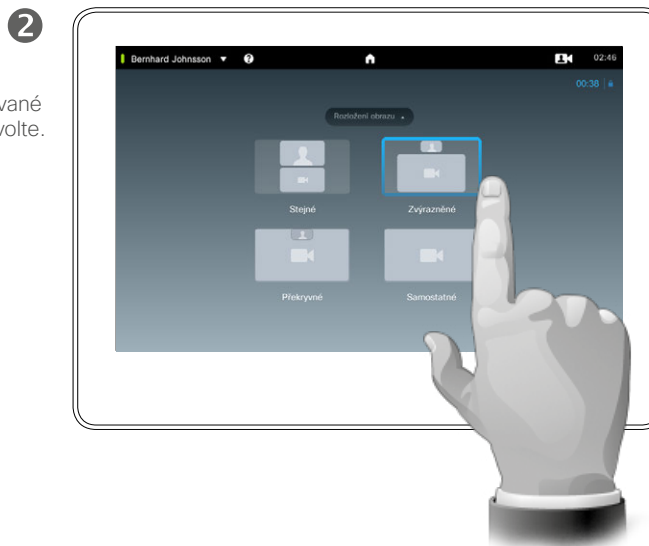 2
vané
volte.
Bernhard Johnsson ▼ ? 02:46
00:38
Rozložení obrazu
Stejné Zvýrazněné
Překryvné Samostatné